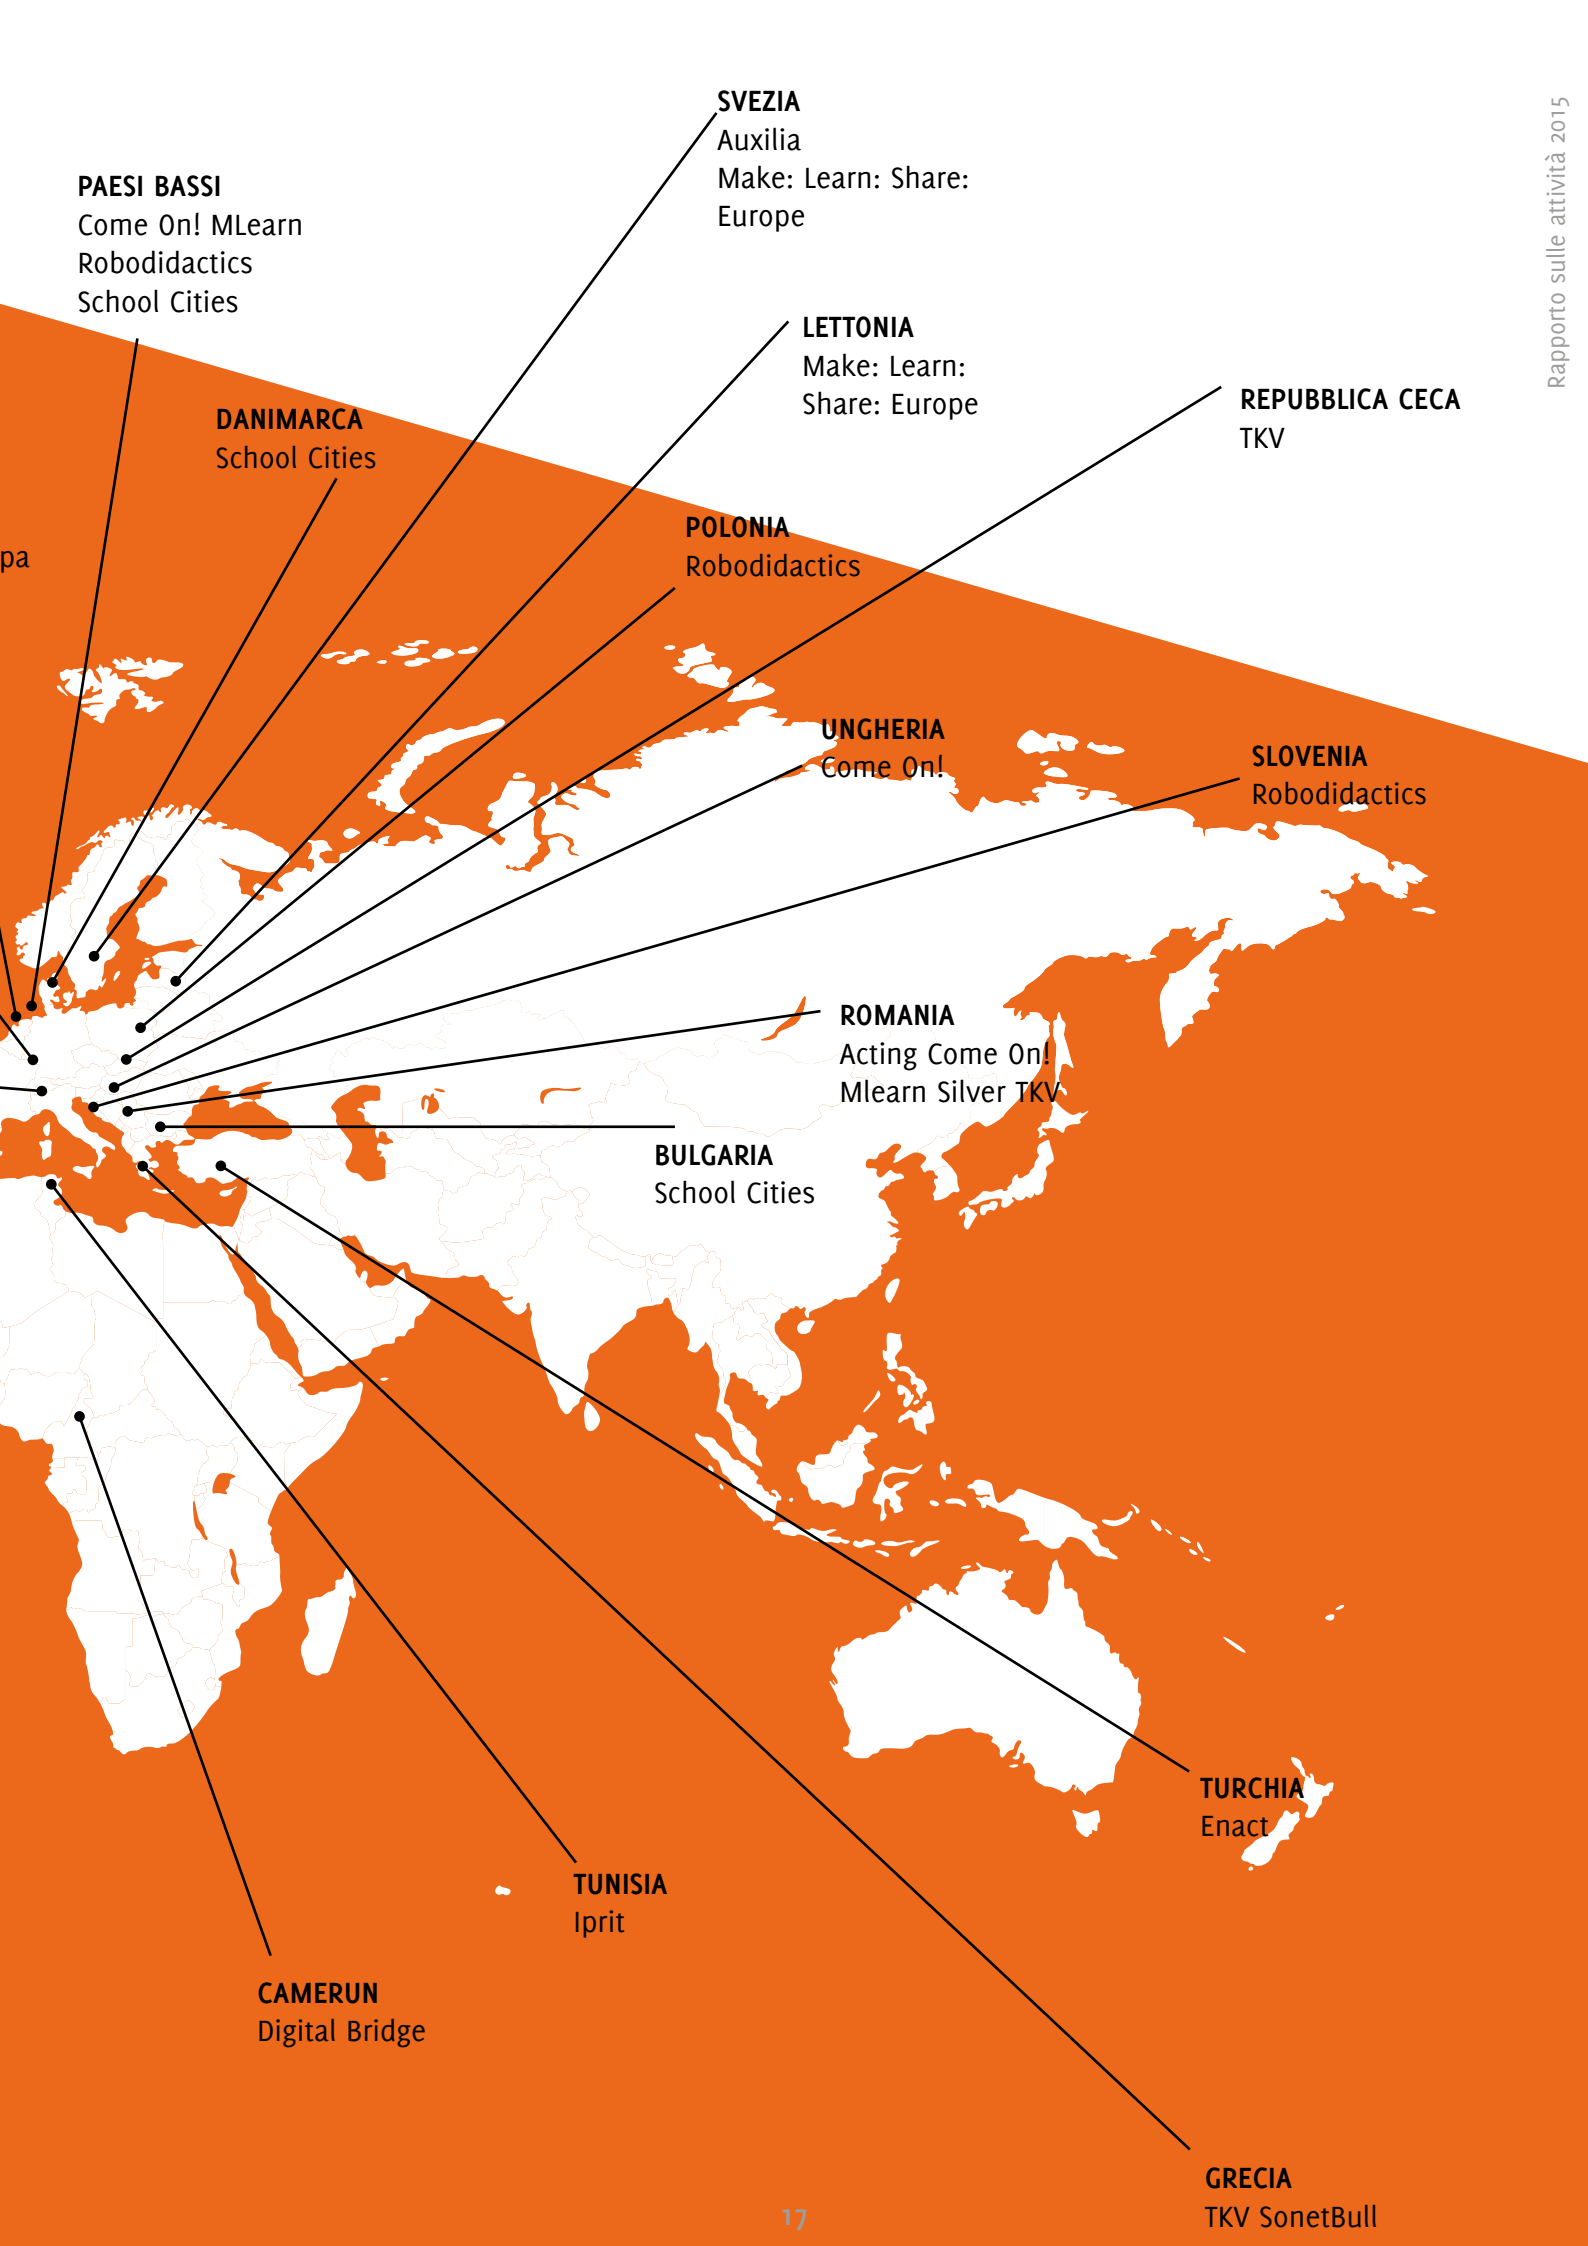 SVEZIA
Auxilia
Make: Learn: Share:
Europe
Rapporto sulle attività 2015
PAESI BASSI
Come On! MLearn
Robodidactics
School Cities
LETTONIA
Make: Learn:
Share: Europe
REPUBBLICA CECA
TKV
DANIMARCA
School Cities
POLONIA
Robodidactics
pa
UNGHERIA
Come On!
SLOVENIA
Robodidactics
ROMANIA
Acting Come On!
Mlearn Silver TKV
BULGARIA
School Cities
TURCHIA
Enact
TUNISIA
Iprit
CAMERUN
Digital Bridge
GRECIA
TKV SonetBull
17